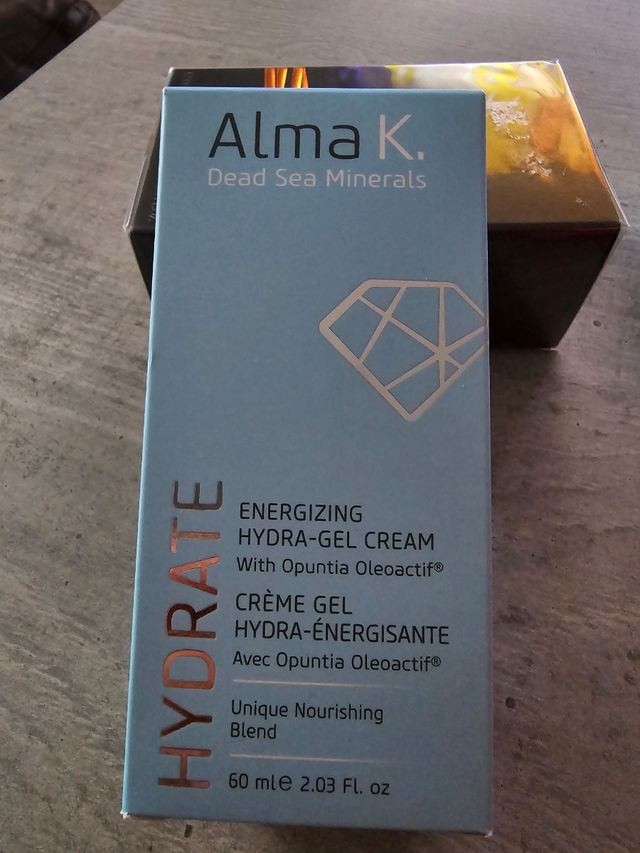 Alma K.
Dead Sea Minerals
HYDRATE
ENERGIZING
HYDRA-GEL CREAM
With Opuntia Oleoactif®
CRÈME GEL
HYDRA-ÉNERGISANTE
Avec Opuntia Oleoactif®
Unique Nourishing
Blend
60 ml℮ 2.03 Fl. oz